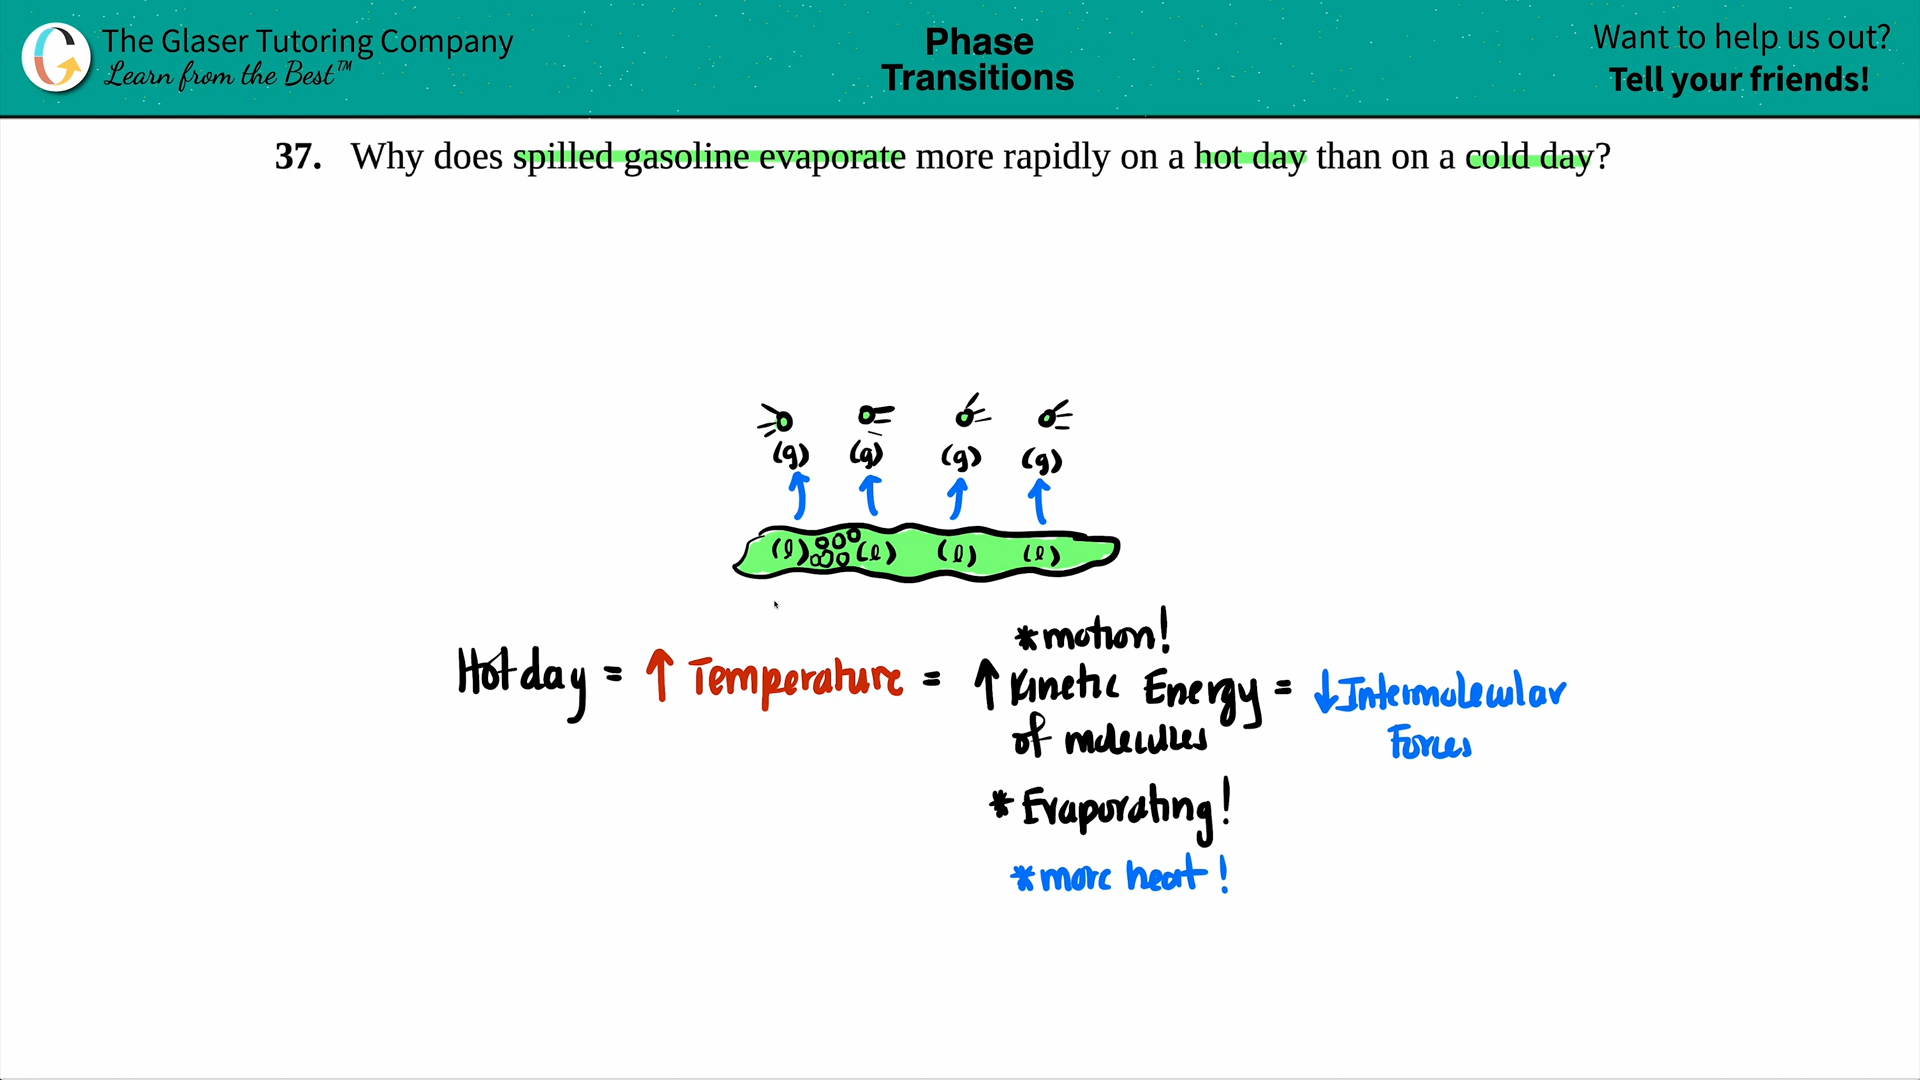 The Glaser Tutoring Company
Learn from the Best™
Phase
Transitions
Want to help us out?
Tell your friends!
37. Why does spilled gasoline evaporate more rapidly on a hot day than on a cold day?
(g) (g) (g) (g)
(l) (l) (l) (l)
*motion!
Hot day = ↑ Temperature = ↑ Kinetic Energy = ↓ Intermolecular
of molecules Forces
* Evaporating!
*more heat!